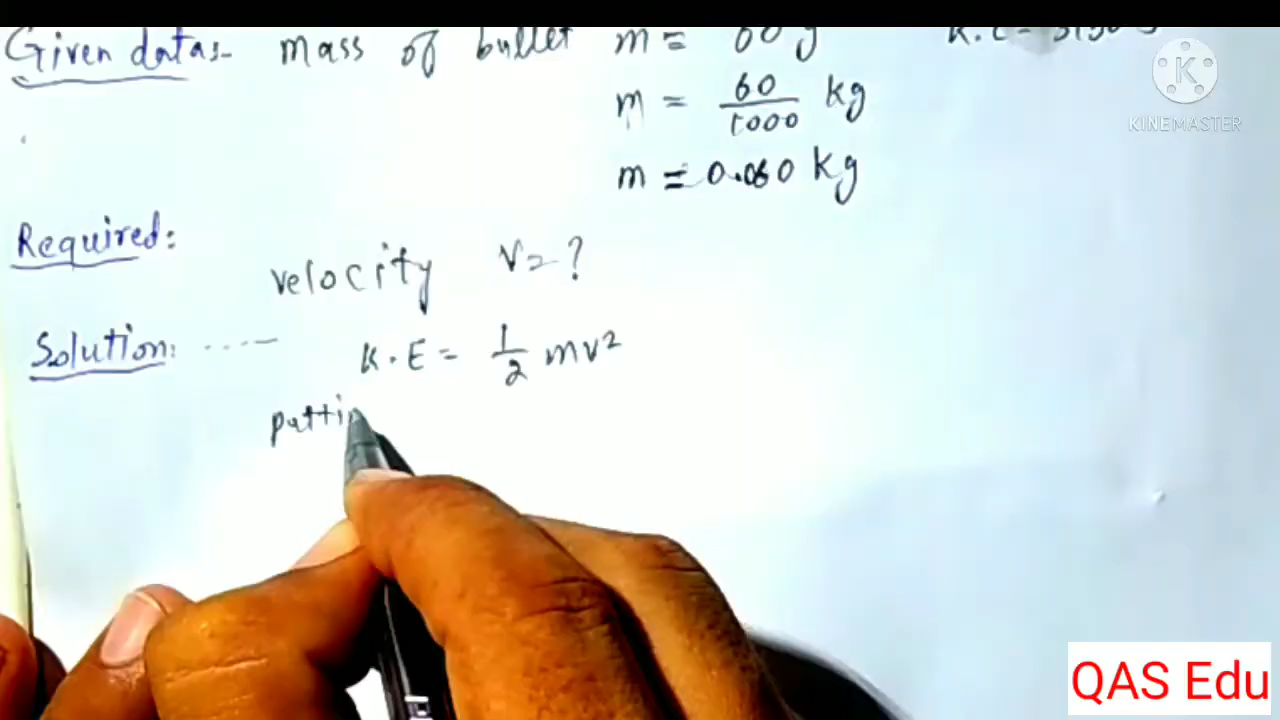 Given datas- mass of bullet m = 60 g
m = 60/1000 kg
KINEMASTER
m = 0.060 kg
Required:
velocity v = ?
Solution: ......
K.E = 1/2 mv²
putti
QAS Edu